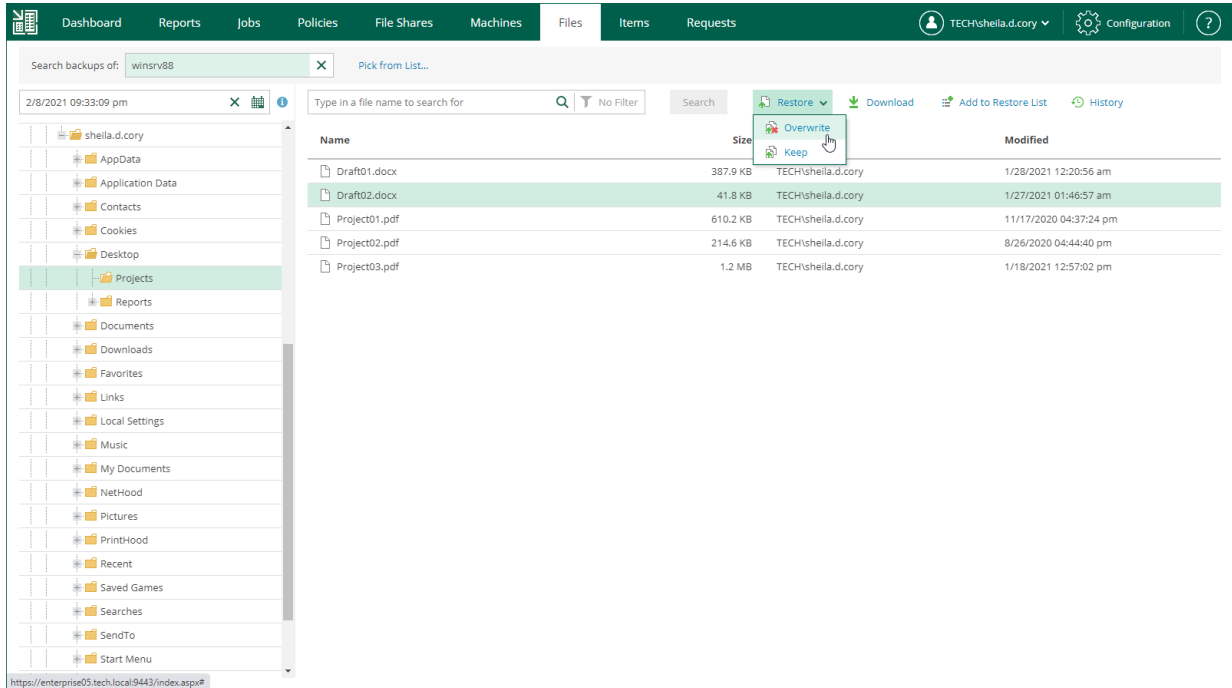 Dashboard Reports Jobs Policies File Shares Machines Files Items Requests TECH\sheila.d.cory Configuration ?
Search backups of: winsrv88 Pick from List...
2/8/2021 09:33:09 pm Type in a file name to search for No Filter Search Restore Download Add to Restore List History
Overwrite
Keep
Name Size Modified
Draft01.docx 387.9 KB TECH\sheila.d.cory 1/28/2021 12:20:56 am
Draft02.docx 41.8 KB TECH\sheila.d.cory 1/27/2021 01:46:57 am
Project01.pdf 610.2 KB TECH\sheila.d.cory 11/17/2020 04:37:24 pm
Project02.pdf 214.6 KB TECH\sheila.d.cory 8/26/2020 04:44:40 pm
Project03.pdf 1.2 MB TECH\sheila.d.cory 1/18/2021 12:57:02 pm
sheila.d.cory
AppData
Application Data
Contacts
Cookies
Desktop
Projects
Reports
Documents
Downloads
Favorites
Links
Local Settings
Music
My Documents
NetHood
Pictures
PrintHood
Recent
Saved Games
Searches
SendTo
Start Menu
https://enterprise05.tech.local:9443/index.aspx#